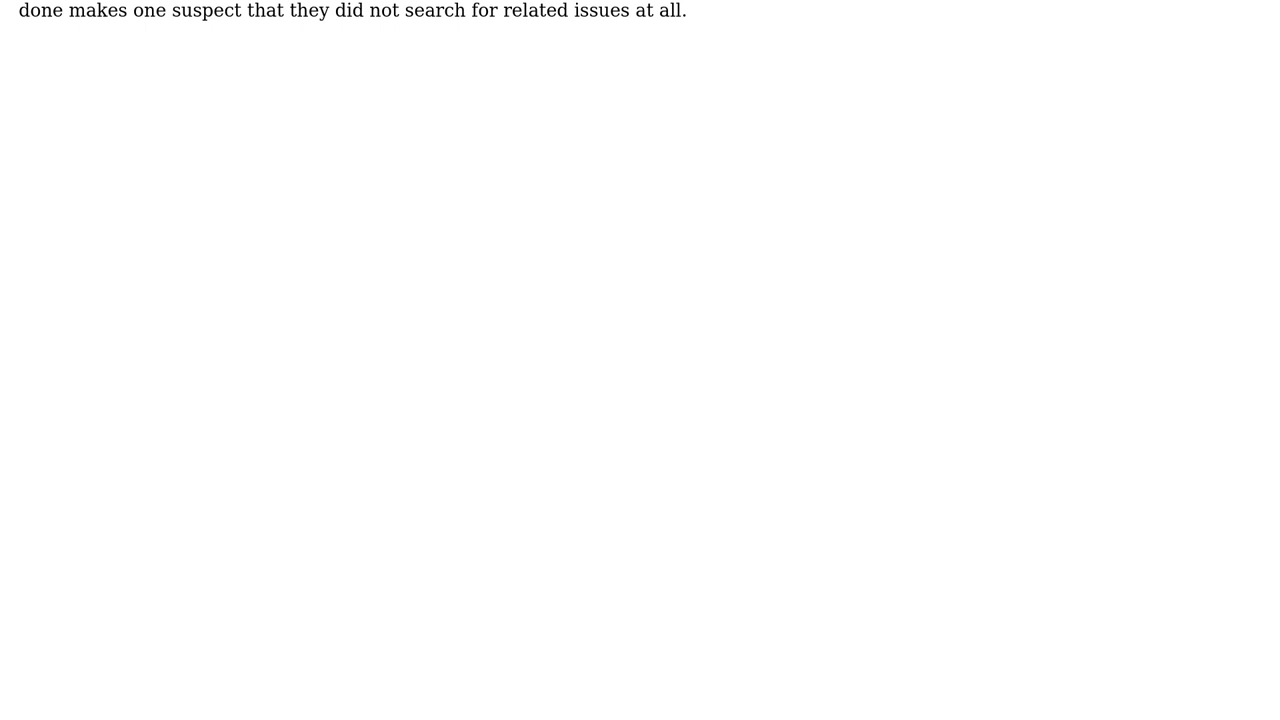 done makes one suspect that they did not search for related issues at all.